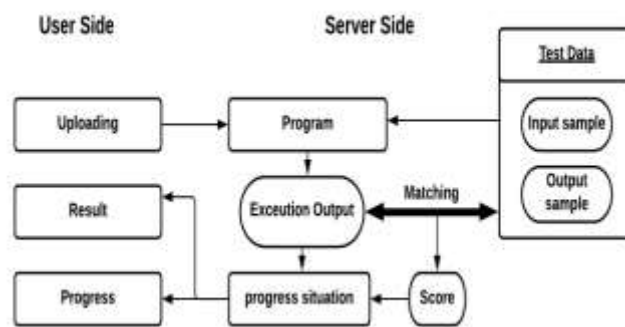 User Side
Server Side
Test Data
Uploading
Program
Input sample
Output
sample
Matching
Result
Exceution Output
Progress
progress situation
Score